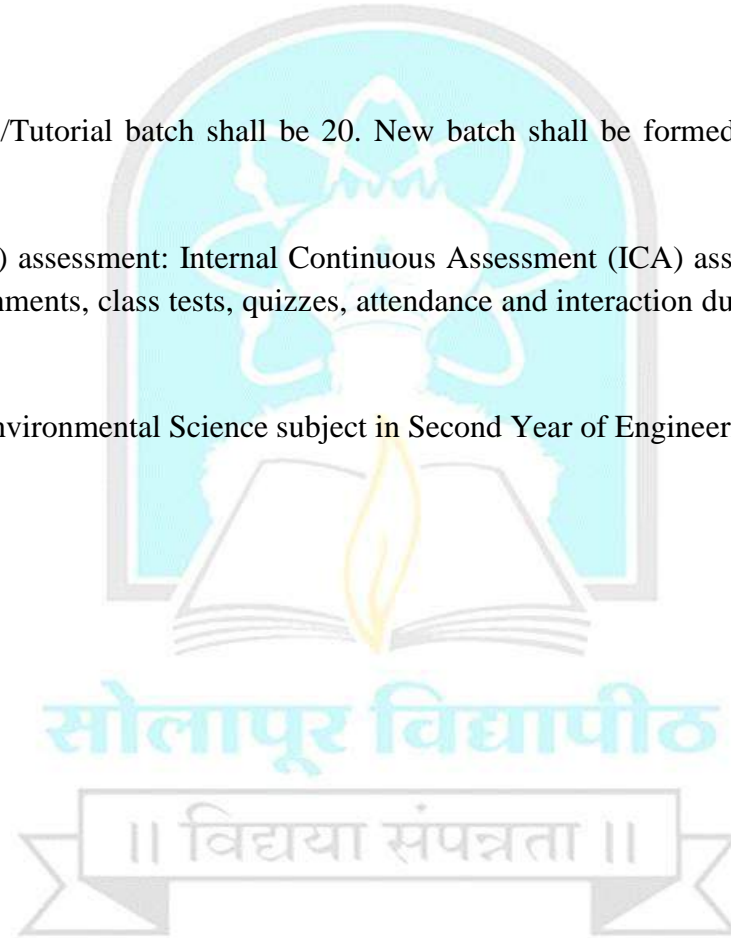 /Tutorial batch shall be 20. New batch shall be formed
) assessment: Internal Continuous Assessment (ICA) ass
nments, class tests, quizzes, attendance and interaction du
nvironmental Science subject in Second Year of Engineer
सोलापूर विद्यापीठ
|| विद्यया संपन्नता ||